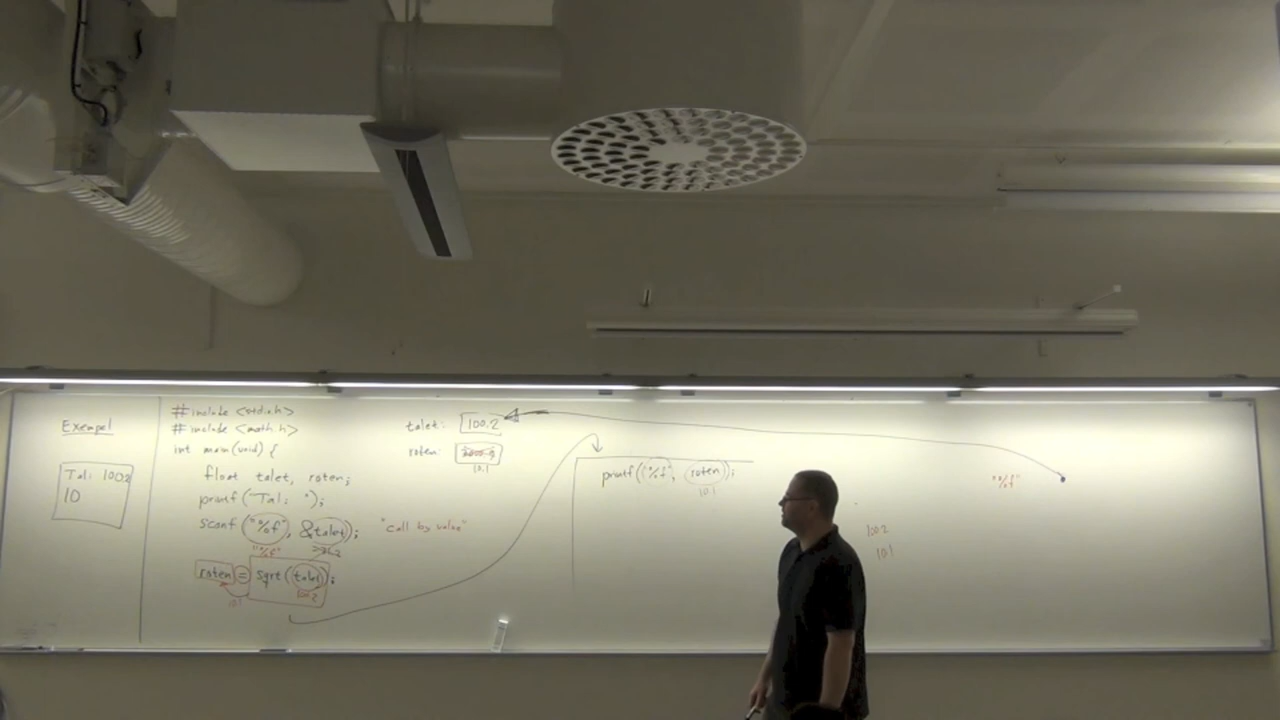 Exempel
Tal: 100.2
10
#include <stdio.h>
#include <math.h>
int main(void) {
float talet, roten;
printf("Tal: ");
scanf("%f", &talet);
"%f"
"call by value"
roten = sqrt(talet);
10.1
100.2
talet: 100.2
roten:
10.1
printf("%f", roten);
10.1
"%f"
100.2
10.1